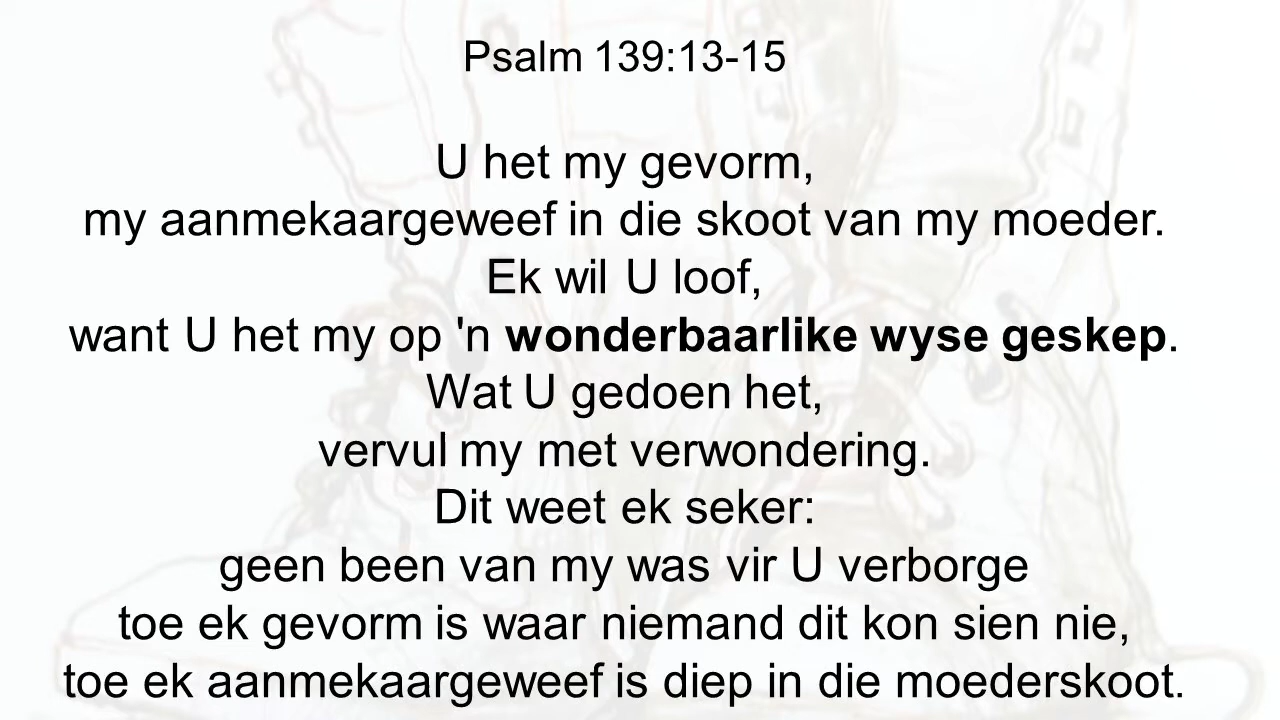 Psalm 139:13-15
U het my gevorm,
my aanmekaargeweef in die skoot van my moeder.
Ek wil U loof,
want U het my op 'n wonderbaarlike wyse geskep.
Wat U gedoen het,
vervul my met verwondering.
Dit weet ek seker:
geen been van my was vir U verborge
toe ek gevorm is waar niemand dit kon sien nie,
toe ek aanmekaargeweef is diep in die moederskoot.